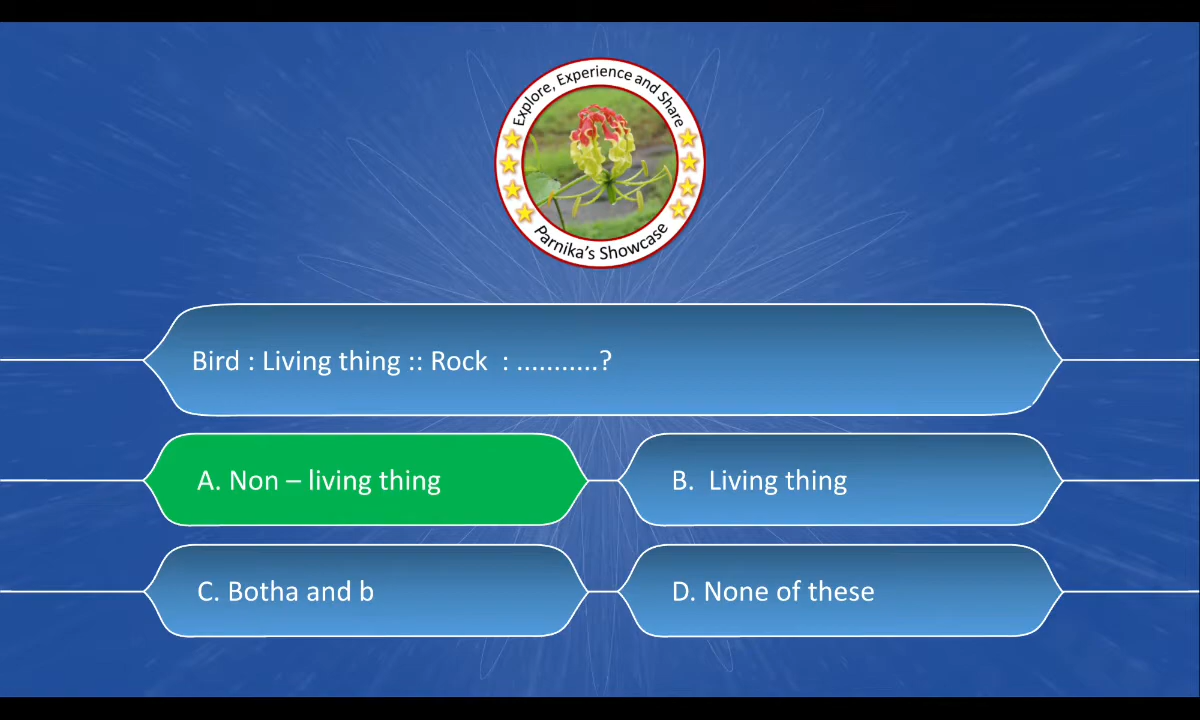 Explore, Experience and Share
Parnika's Showcase
Bird : Living thing :: Rock  : ...........?
A. Non – living thing
B.  Living thing
C. Botha and b
D. None of these